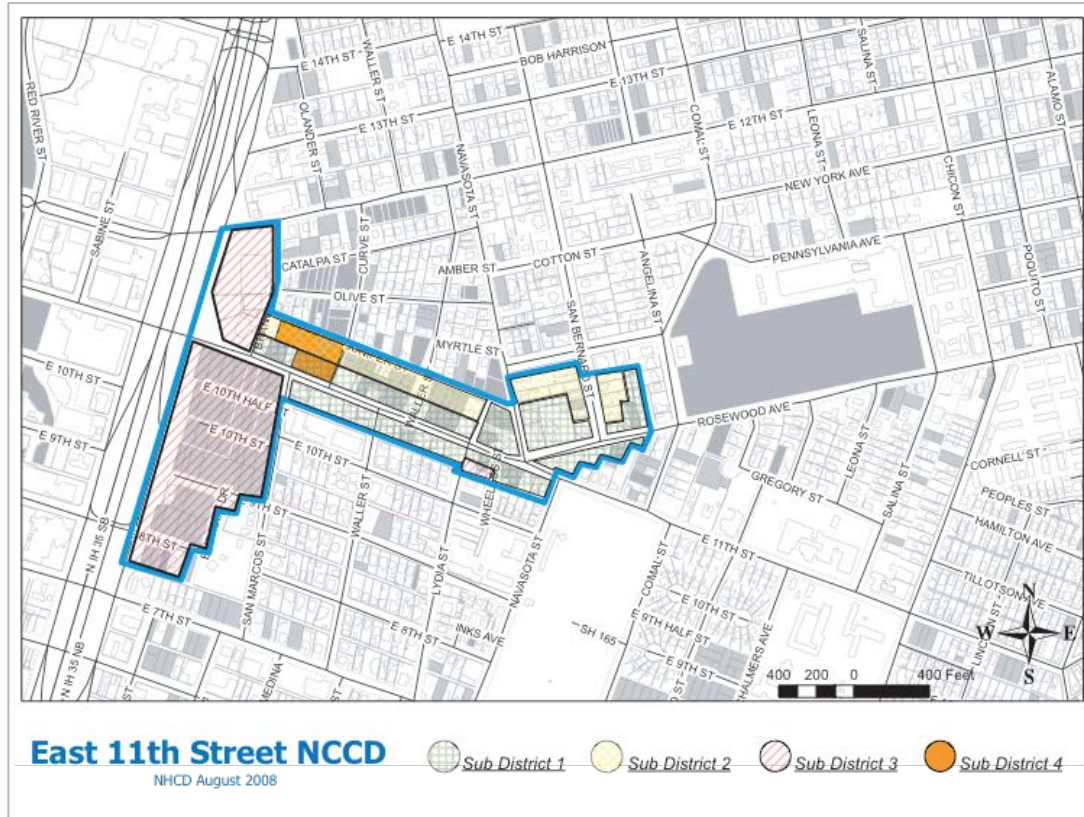 E 14TH ST
WALLER ST
E 14TH ST
BOB HARRISON
SALINA ST
ALAMO ST
RED RIVER ST
OLANDER ST
E 13TH ST
E 13TH ST
NAVASOTA ST
COMAL ST
E 12TH ST
LEONA ST
CHICON ST
NEW YORK AVE
SABINE ST
CURVE ST
CATALPA ST
AMBER ST
COTTON ST
ANGELINA ST
PENNSYLVANIA AVE
POQUITO ST
OLIVE ST
SAN BERNARD ST
MYRTLE ST
E 10TH ST
E 10TH HALF
E 9TH ST
E 10TH ST
E 10TH ST
WALLER ST
ROSEWOOD AVE
LEONA ST
SALINA ST
CORNELL ST
GREGORY ST
PEOPLES ST
HAMILTON AVE
8TH ST
SAN MARCOS ST
WALLER ST
LYDIA ST
NAVASOTA ST
COMAL ST
E 11TH ST
TILLOTSON AVE
N IH 35 SB
E 7TH ST
E 8TH ST
INKS AVE
SH 165
E 10TH ST
E 9TH HALF ST
E 9TH ST
CHALMERS AVE
LINCOLN ST
N IH 35 NB
MEDINA
N
W E
S
400 200 0 400 Feet
East 11th Street NCCD
NHCD August 2008
Sub District 1
Sub District 2
Sub District 3
Sub District 4